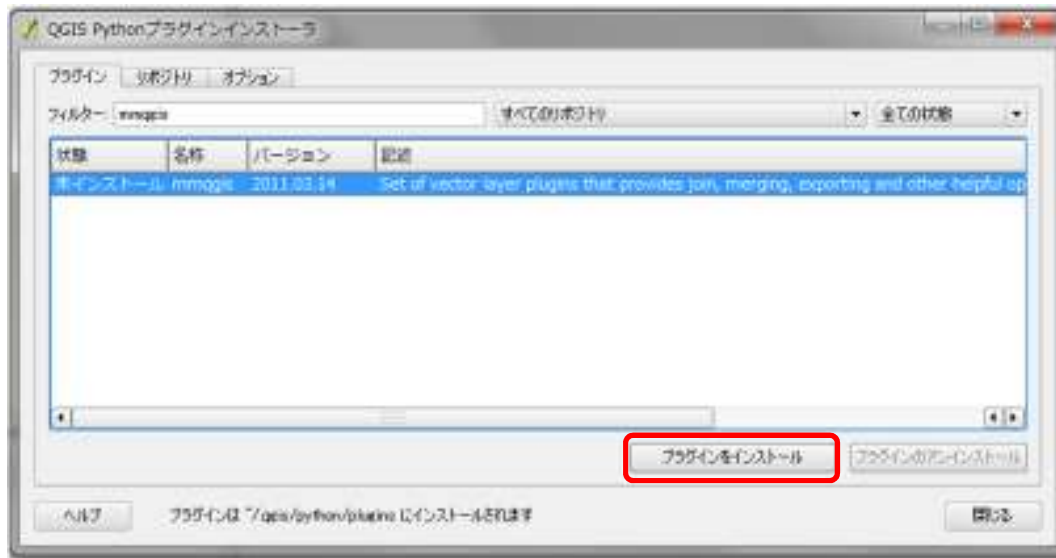 QGIS Pythonプラグインインストーラ
プラグイン リポジトリ オプション
フィルター mmqgis すべてのリポジトリ 全ての状態
状態 名称 バージョン 記述
未インストール mmqgis 2011.03.14 Set of vector layer plugins that provides join, merging, exporting and other helpful op
プラグインをインストール プラグインのアンインストール
ヘルプ プラグインは ~/.qgis/python/plugins にインストールされます 閉じる